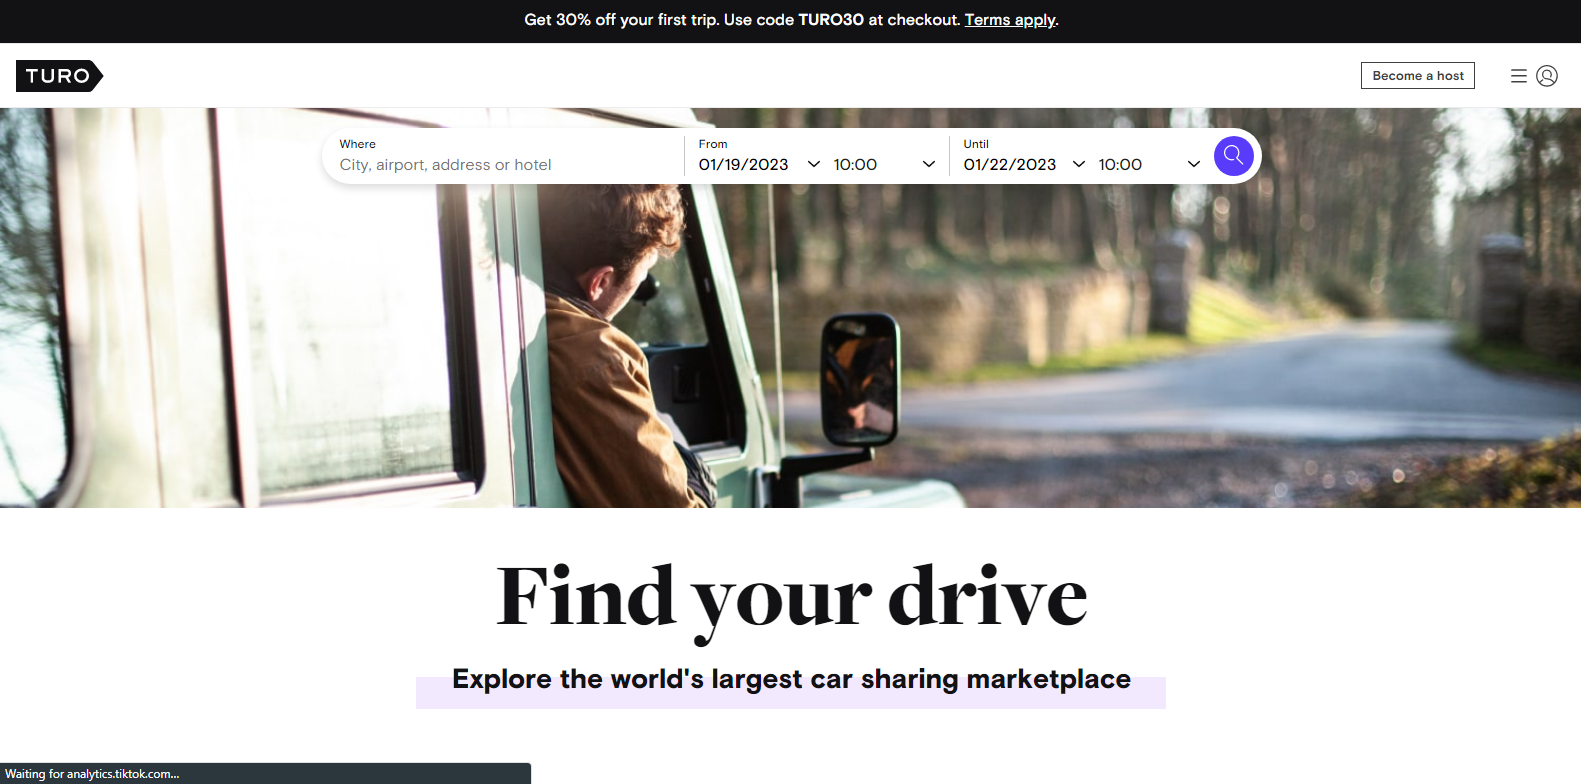 Get 30% off your first trip. Use code TURO30 at checkout. Terms apply.
TURO
Become a host
Where
City, airport, address or hotel
From
01/19/2023
10:00
Until
01/22/2023
10:00
Find your drive
Explore the world's largest car sharing marketplace
Waiting for analytics.tiktok.com...